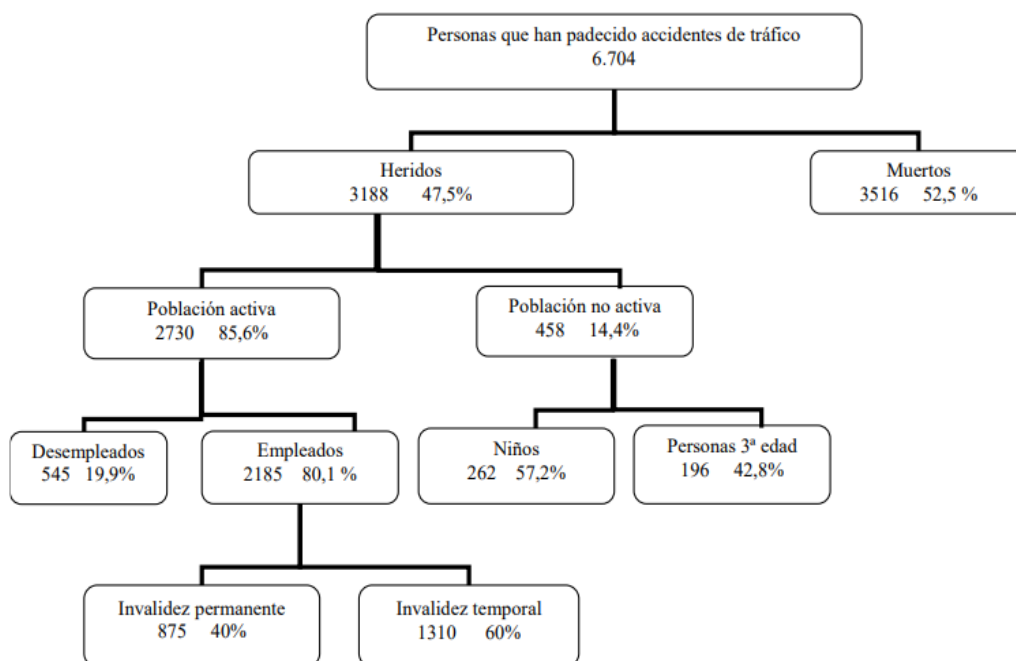 Personas que han padecido accidentes de tráfico
6.704
Heridos
3188 47,5%
Muertos
3516 52,5 %
Población activa
2730 85,6%
Población no activa
458 14,4%
Desempleados
545 19,9%
Empleados
2185 80,1 %
Niños
262 57,2%
Personas 3ª edad
196 42,8%
Invalidez permanente
875 40%
Invalidez temporal
1310 60%